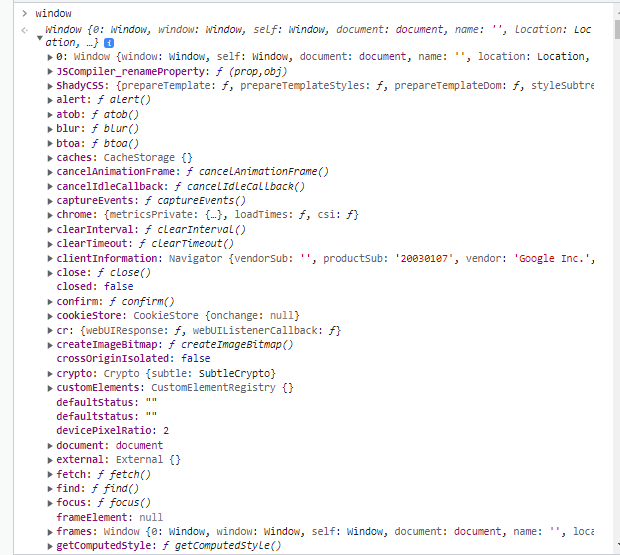 window
Window {0: Window, window: Window, self: Window, document: document, name: '', location: Loc
ation, …}
0: Window {window: Window, self: Window, document: document, name: '', location: Location,
JSCompiler_renameProperty: ƒ (prop,obj)
ShadyCSS: {prepareTemplate: ƒ, prepareTemplateStyles: ƒ, prepareTemplateDom: ƒ, styleSubtre
alert: ƒ alert()
atob: ƒ atob()
blur: ƒ blur()
btoa: ƒ btoa()
caches: CacheStorage {}
cancelAnimationFrame: ƒ cancelAnimationFrame()
cancelIdleCallback: ƒ cancelIdleCallback()
captureEvents: ƒ captureEvents()
chrome: {metricsPrivate: {…}, loadTimes: ƒ, csi: ƒ}
clearInterval: ƒ clearInterval()
clearTimeout: ƒ clearTimeout()
clientInformation: Navigator {vendorSub: '', productSub: '20030107', vendor: 'Google Inc.',
close: ƒ close()
closed: false
confirm: ƒ confirm()
cookieStore: CookieStore {onchange: null}
cr: {webUIResponse: ƒ, webUIListenerCallback: ƒ}
createImageBitmap: ƒ createImageBitmap()
crossOriginIsolated: false
crypto: Crypto {subtle: SubtleCrypto}
customElements: CustomElementRegistry {}
defaultStatus: ""
defaultstatus: ""
devicePixelRatio: 2
document: document
external: External {}
fetch: ƒ fetch()
find: ƒ find()
focus: ƒ focus()
frameElement: null
frames: Window {0: Window, window: Window, self: Window, document: document, name: '', loca
getComputedStyle: ƒ getComputedStyle()